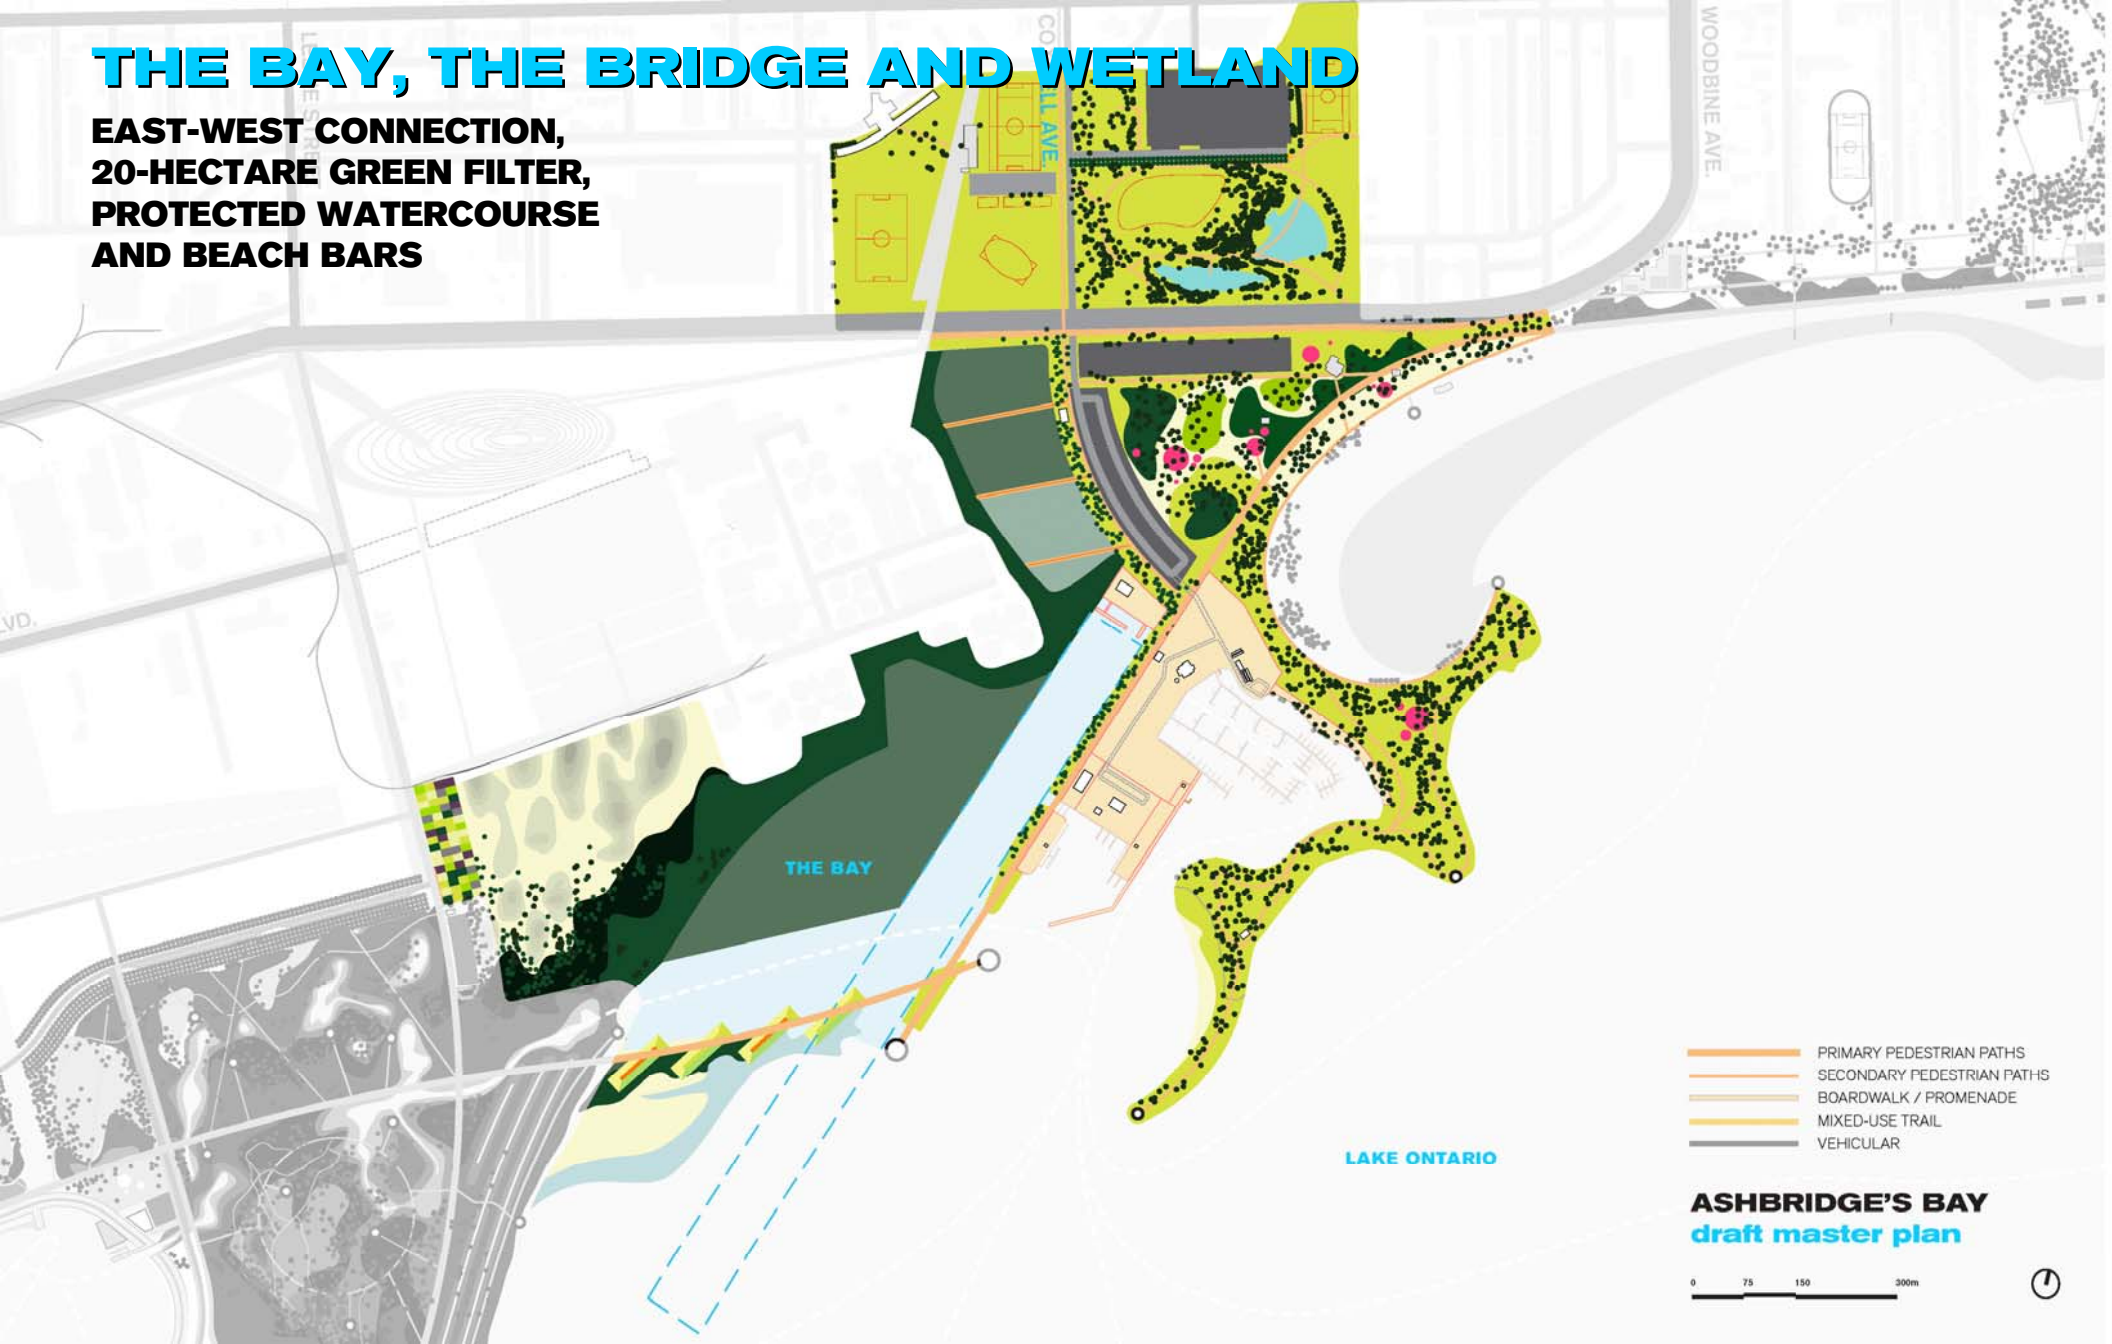 THE BAY, THE BRIDGE AND WETLAND
EAST-WEST CONNECTION,
20-HECTARE GREEN FILTER,
PROTECTED WATERCOURSE
AND BEACH BARS
WOODBINE AVE.
AVE.
VD.
THE BAY
LAKE ONTARIO
PRIMARY PEDESTRIAN PATHS
SECONDARY PEDESTRIAN PATHS
BOARDWALK / PROMENADE
MIXED-USE TRAIL
VEHICULAR
ASHBRIDGE'S BAY
draft master plan
0 75 150 300m